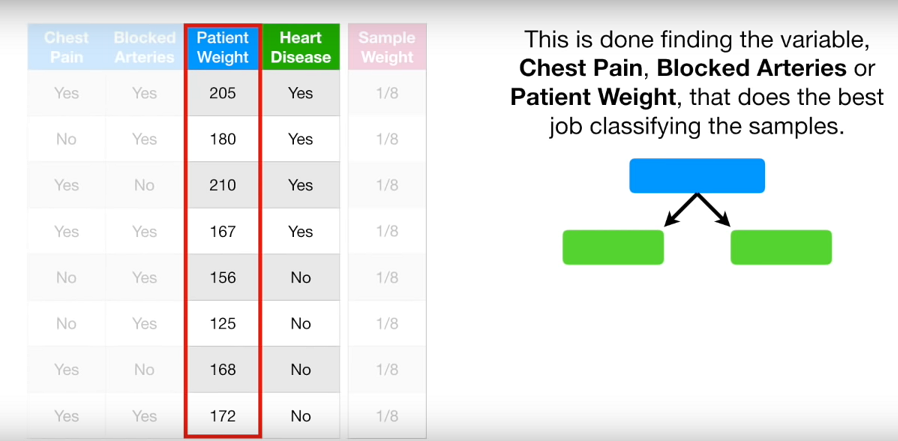 Chest Pain Blocked Arteries Patient Weight Heart Disease Sample Weight
Yes Yes 205 Yes 1/8
No Yes 180 Yes 1/8
Yes No 210 Yes 1/8
Yes Yes 167 Yes 1/8
No Yes 156 No 1/8
No Yes 125 No 1/8
Yes No 168 No 1/8
Yes Yes 172 No 1/8
This is done finding the variable,
Chest Pain, Blocked Arteries or
Patient Weight, that does the best
job classifying the samples.